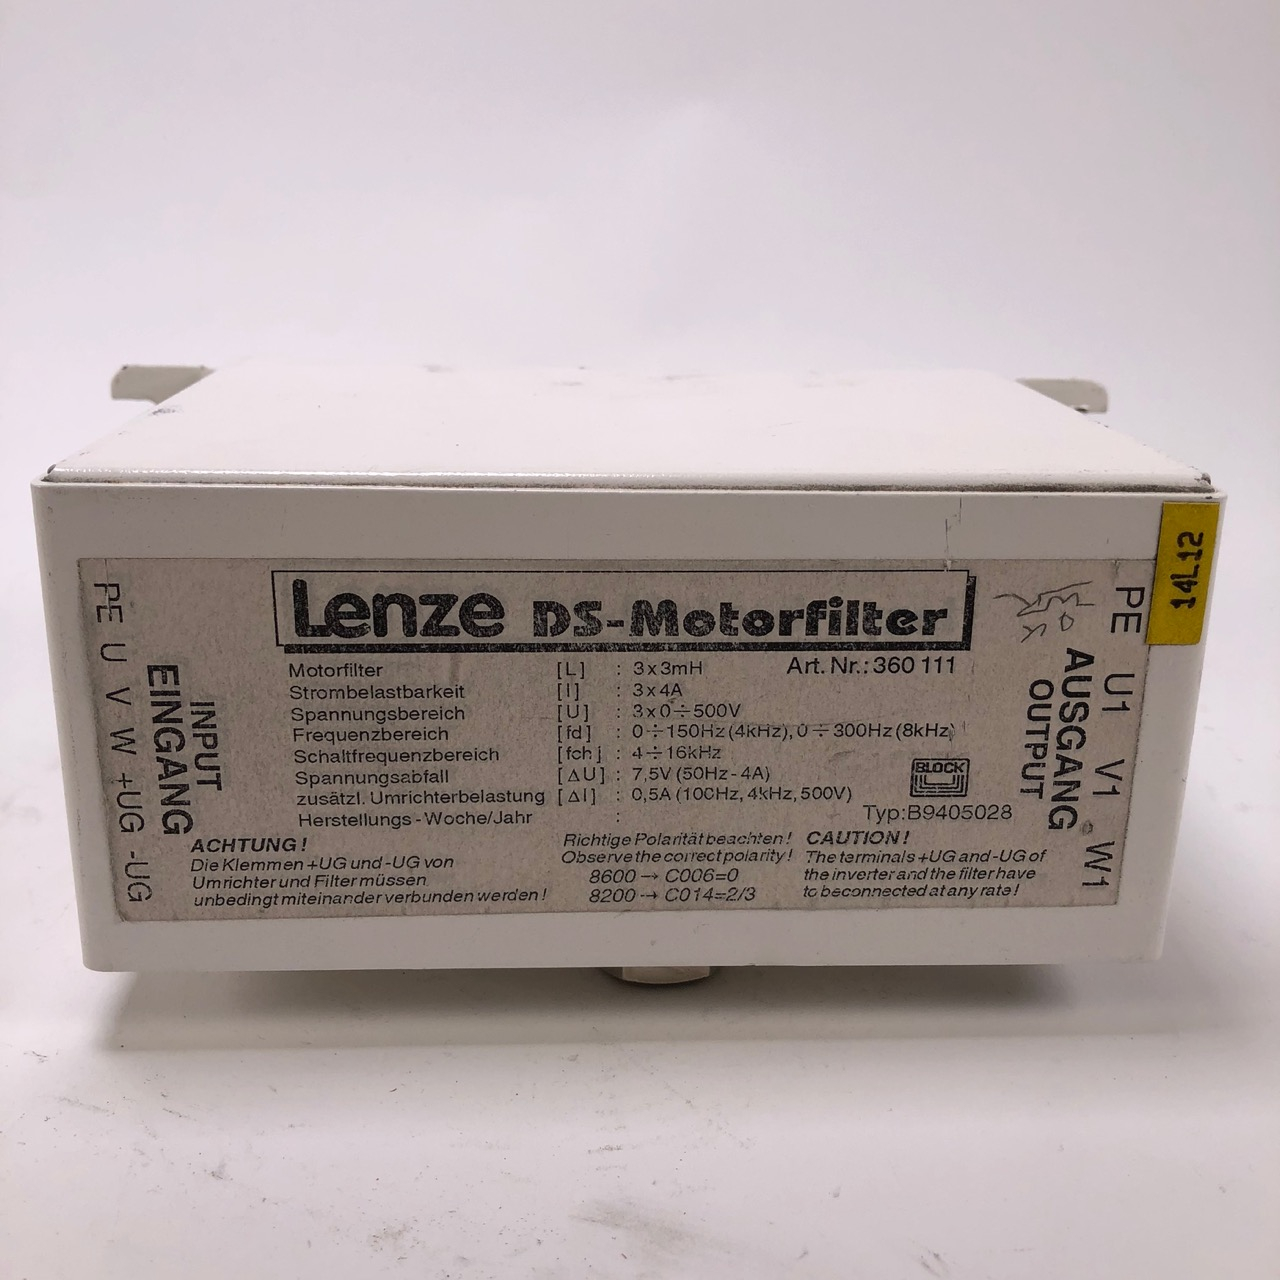 Lenze DS-Motorfilter
Motorfilter [L] : 3x3mH Art. Nr.: 360 111
Strombelastbarkeit [I] : 3x4A
Spannungsbereich [U] : 3x0÷500V
Frequenzbereich [fd] : 0÷150Hz (4kHz), 0÷300Hz (8kHz)
Schaltfrequenzbereich [fch] : 4÷16kHz
Spannungsabfall [ΔU] : 7,5V (50Hz-4A)
zusätzl. Umrichterbelastung [ΔI] : 0,5A (100Hz, 4kHz, 500V)
Herstellungs-Woche/Jahr :
BLOCK
Typ:B9405028
ACHTUNG!
Die Klemmen +UG und -UG von
Umrichter und Filter müssen
unbedingt miteinander verbunden werden!
Richtige Polarität beachten!
Observe the correct polarity!
8600 → C006=0
8200 → C014=2/3
CAUTION!
The terminals +UG and -UG of
the inverter and the filter have
to be connected at any rate!
PE U V W +UG -UG
INPUT
EINGANG
PE U1 V1 W1
AUSGANG
OUTPUT
14L12